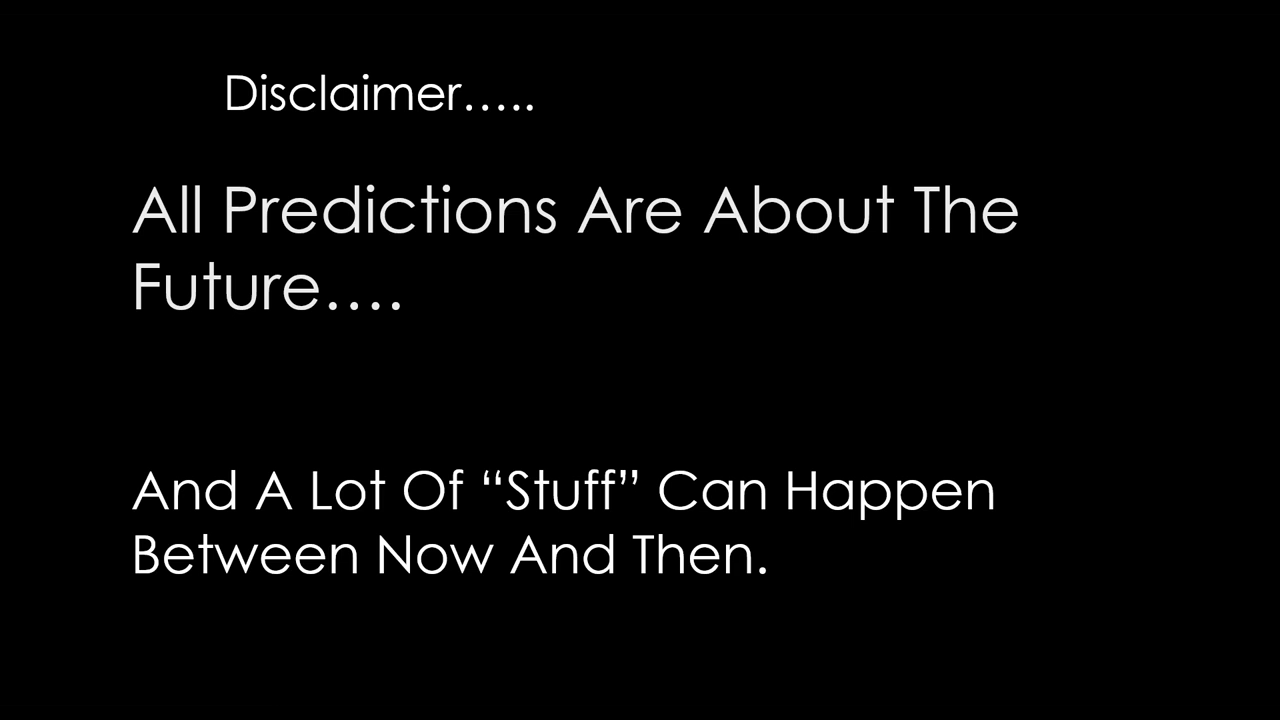 Disclaimer…..
All Predictions Are About The
Future….
And A Lot Of “Stuff” Can Happen
Between Now And Then.